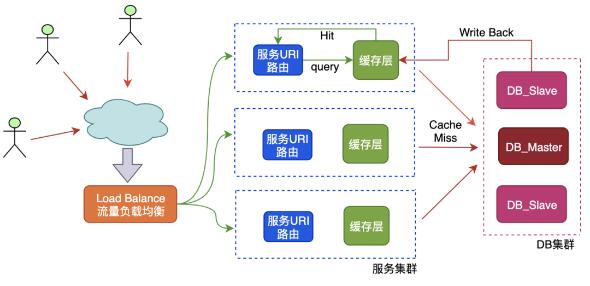 Hit
Write Back
服务URI
路由
query
缓存层
DB_Slave
服务URI
路由
缓存层
Cache
Miss
DB_Master
Load Balance
流量负载均衡
服务URI
路由
缓存层
DB_Slave
DB集群
服务集群